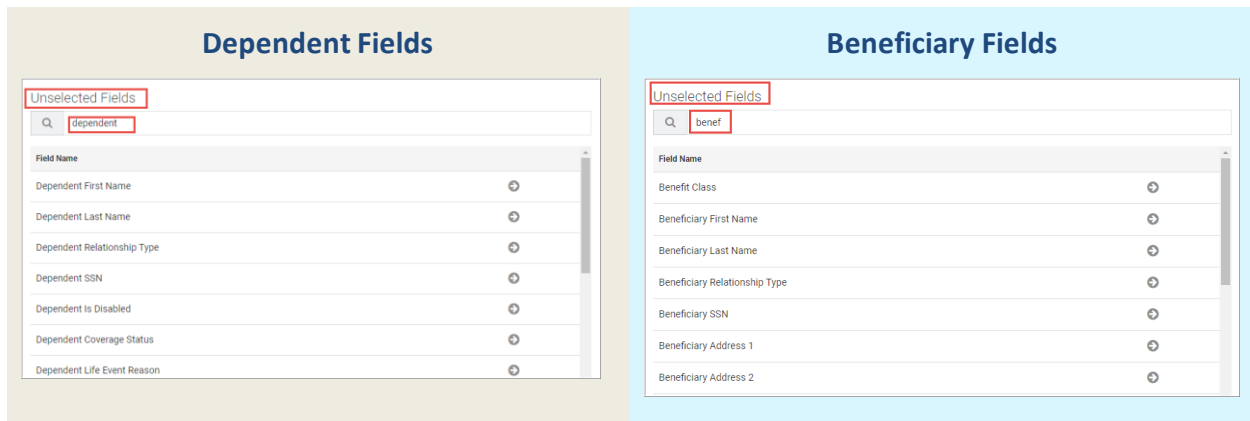 Dependent Fields
Unselected Fields
dependent
Field Name
Dependent First Name
Dependent Last Name
Dependent Relationship Type
Dependent SSN
Dependent Is Disabled
Dependent Coverage Status
Dependent Life Event Reason
Beneficiary Fields
Unselected Fields
benef
Field Name
Benefit Class
Beneficiary First Name
Beneficiary Last Name
Beneficiary Relationship Type
Beneficiary SSN
Beneficiary Address 1
Beneficiary Address 2